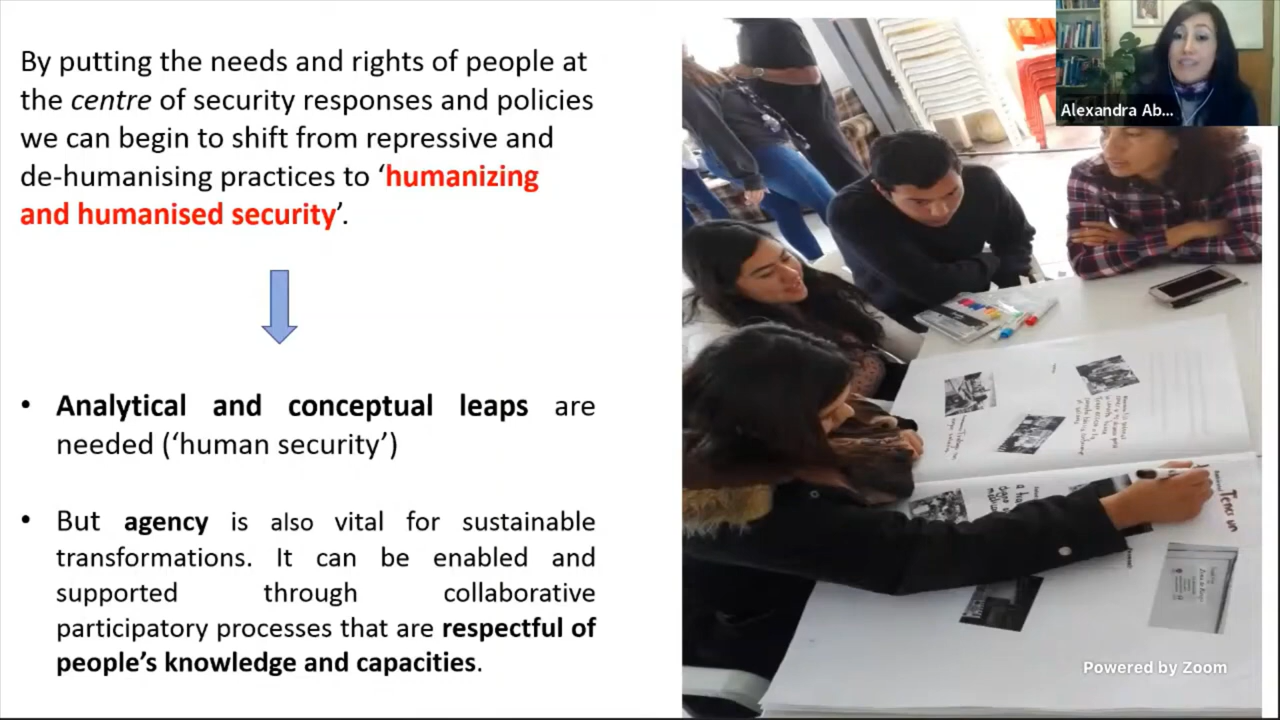 By putting the needs and rights of people at
the centre of security responses and policies
we can begin to shift from repressive and
de-humanising practices to ‘humanizing
and humanised security’.
• Analytical and conceptual leaps are
needed (‘human security’)
• But agency is also vital for sustainable
transformations. It can be enabled and
supported through collaborative
participatory processes that are respectful of
people’s knowledge and capacities.
Alexandra Ab...
Tenes un
Powered by Zoom